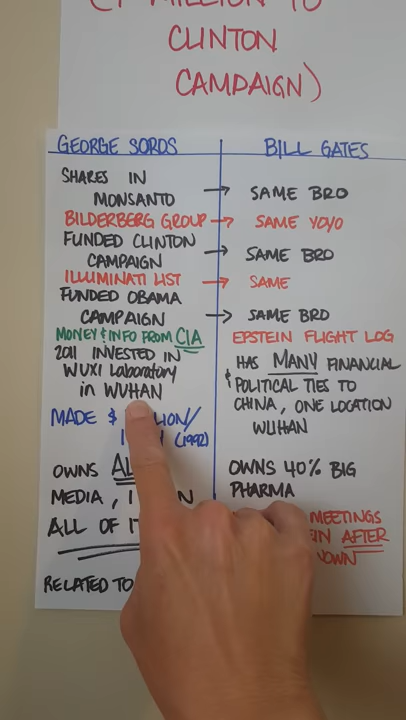 (1 MILLION TO
CLINTON
CAMPAIGN)
GEORGE SOROS
SHARES IN
MONSANTO →
BILDERBERG GROUP →
FUNDED CLINTON
CAMPAIGN →
ILLUMINATI LIST →
FUNDED OBAMA
CAMPAIGN →
MONEY & INFO FROM CIA
2011 INVESTED IN
WUXI Laboratory
in WUHAN
MADE $
(1992)
OWNS
MEDIA,
ALL OF
RELATED TO
BILL GATES
SAME BRO
SAME YOYO
SAME BRO
SAME
SAME BRO
EPSTEIN FLIGHT LOG
HAS MANY FINANCIAL
& POLITICAL TIES TO
CHINA, ONE LOCATION
WUHAN
OWNS 40% BIG
PHARMA
MEETINGS
AFTER